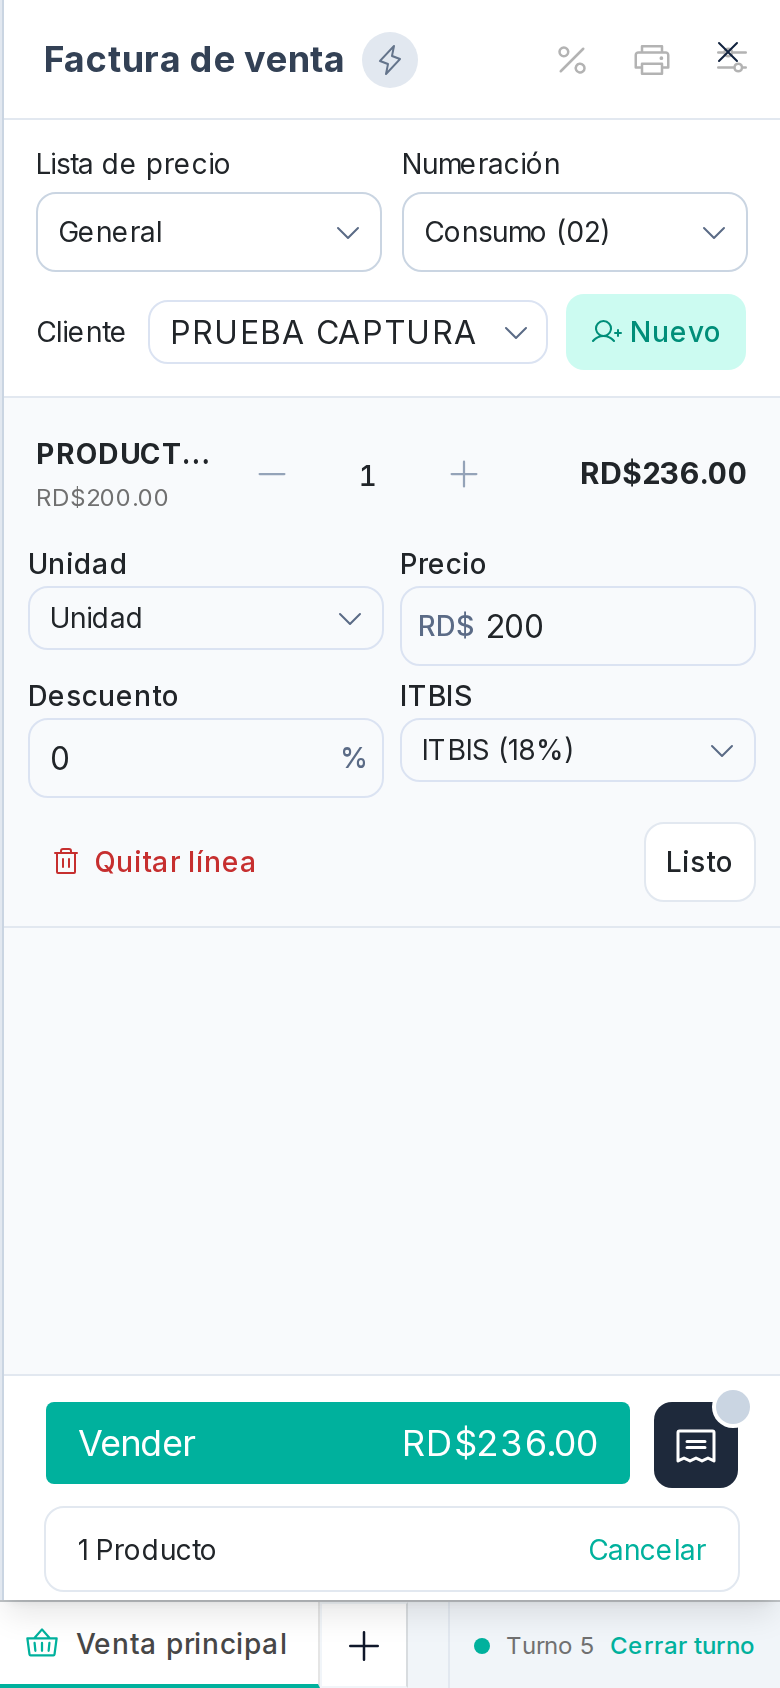 Factura de venta
Lista de precio Numeración
General Consumo (02)
Cliente PRUEBA CAPTURA Nuevo
PRODUCT... 1 RD$236.00
RD$200.00
Unidad Precio
Unidad RD$ 200
Descuento ITBIS
0 % ITBIS (18%)
Quitar línea Listo
Vender RD$236.00
1 Producto Cancelar
Venta principal Turno 5 Cerrar turno